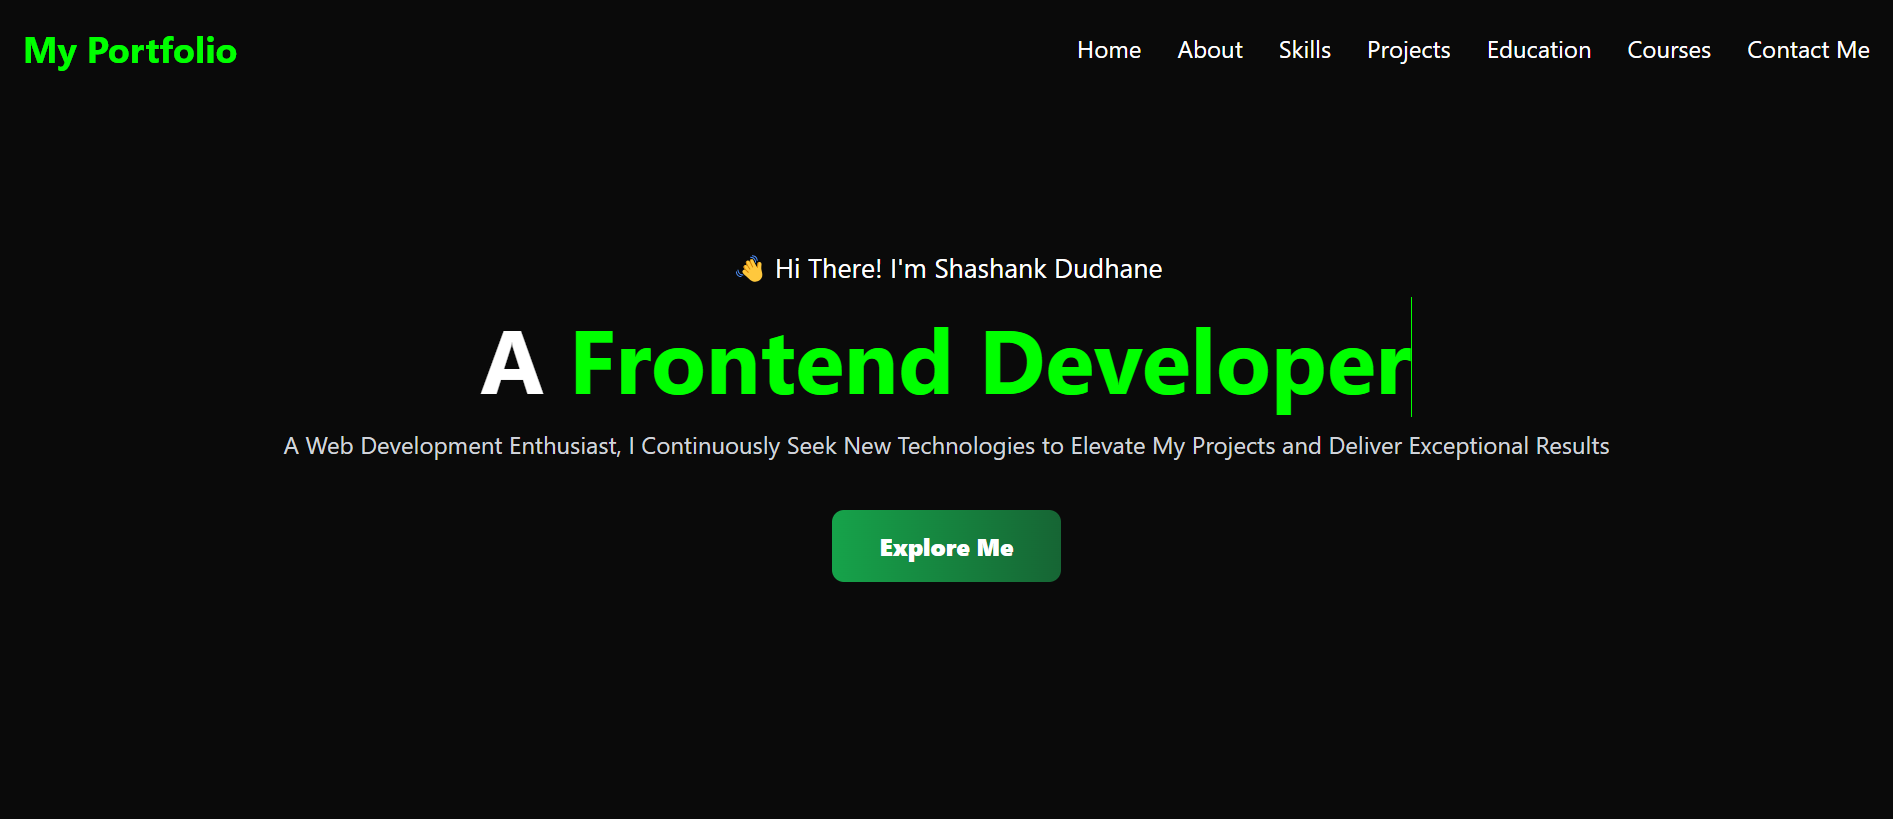 My Portfolio
Home About Skills Projects Education Courses Contact Me
👋 Hi There! I'm Shashank Dudhane
A Frontend Developer
A Web Development Enthusiast, I Continuously Seek New Technologies to Elevate My Projects and Deliver Exceptional Results
Explore Me